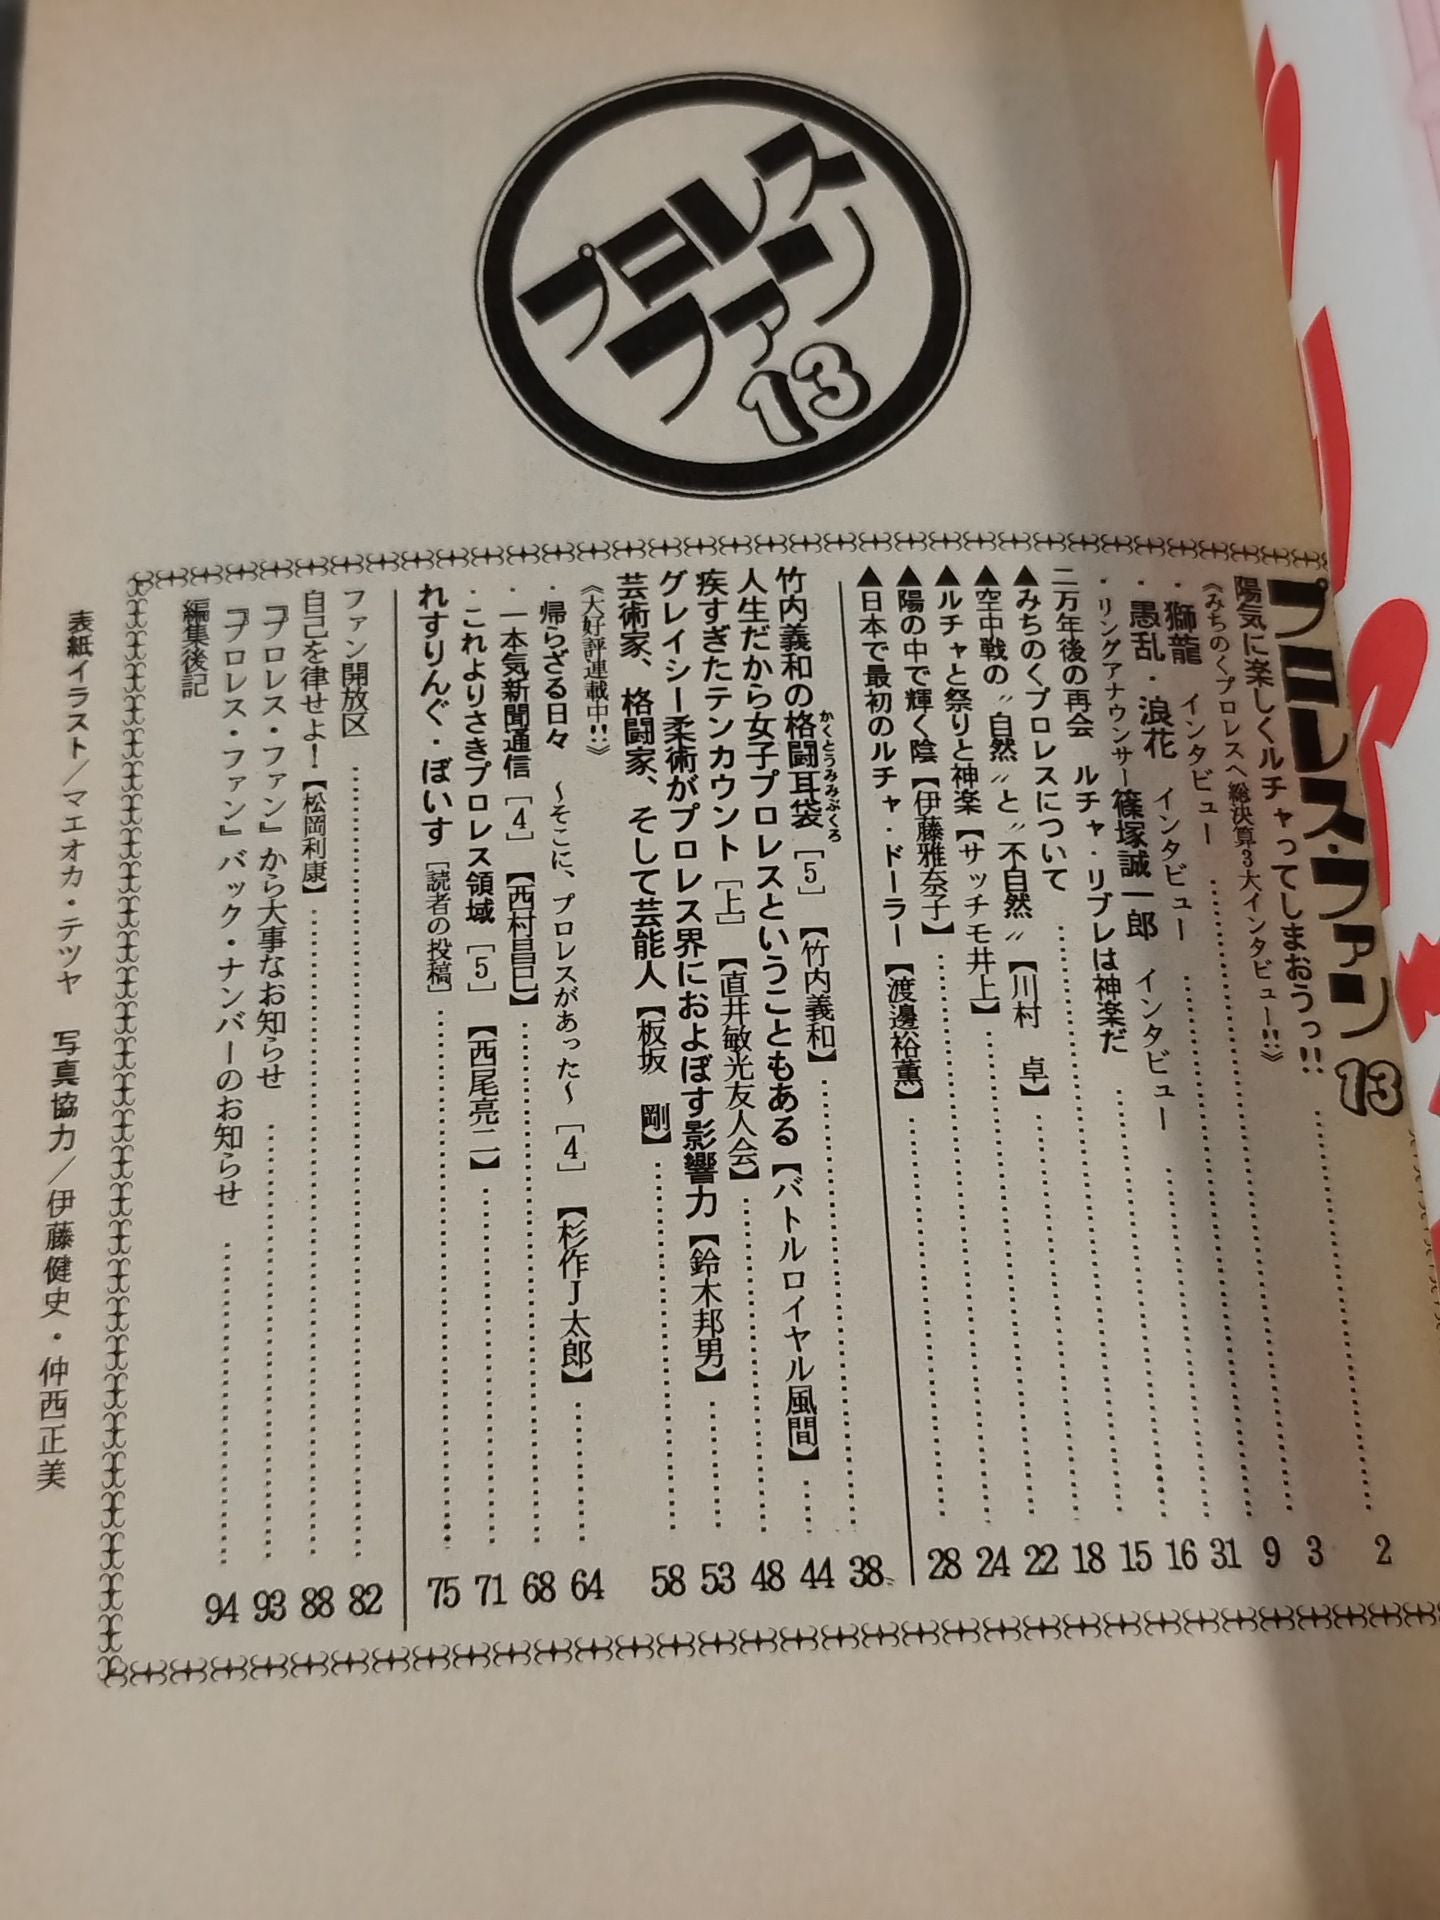 プロレス
ファン
13
プロレス・ファン 13
陽気に楽しくルチャってしまおうっ!! 2
《みちのくプロレスへ総決算3大インタビュー!!》
・獅龍 インタビュー 3
・愚乱・浪花 インタビュー 9
・リングアナウンサー篠塚誠一郎 インタビュー 31
二万年後の再会 ルチャ・リブレは神楽だ 16
▲みちのくプロレスについて 15
▲空中戦の〝自然〟と〝不自然〟【川村 卓】 18
▲ルチャと祭りと神楽【サッチモ井上】 22
▲陽の中で輝く陰【伊藤雅奈子】 24
▲日本で最初のルチャ・ドーラー【渡邊裕薫】 28
竹内義和の格闘耳袋［5］【竹内義和】 38
かくとうみみぶくろ
人生だから女子プロレスということもある【バトルロイヤル風間】 44
疾すぎたテンカウント［上］【直井敏光友人会】 48
グレイシー柔術がプロレス界におよぼす影響力【鈴木邦男】 53
芸術家、格闘家、そして芸能人【板坂 剛】 58
《大好評連載中!!》
・帰らざる日々 〜そこに、プロレスがあった〜［4］【杉作J太郎】 64
・一本気新聞通信［4］【西村昌巳】 68
・これよりさきプロレス領域［5］【西尾亮二】 71
れすりんぐ・ぼいす［読者の投稿］ 75
ファン開放区 82
自己を律せよ！【松岡利康】 88
『プロレス・ファン』から大事なお知らせ 93
『プロレス・ファン』バック・ナンバーのお知らせ 94
編集後記
表紙イラスト／マエオカ・テツヤ 写真協力／伊藤健史・仲西正美